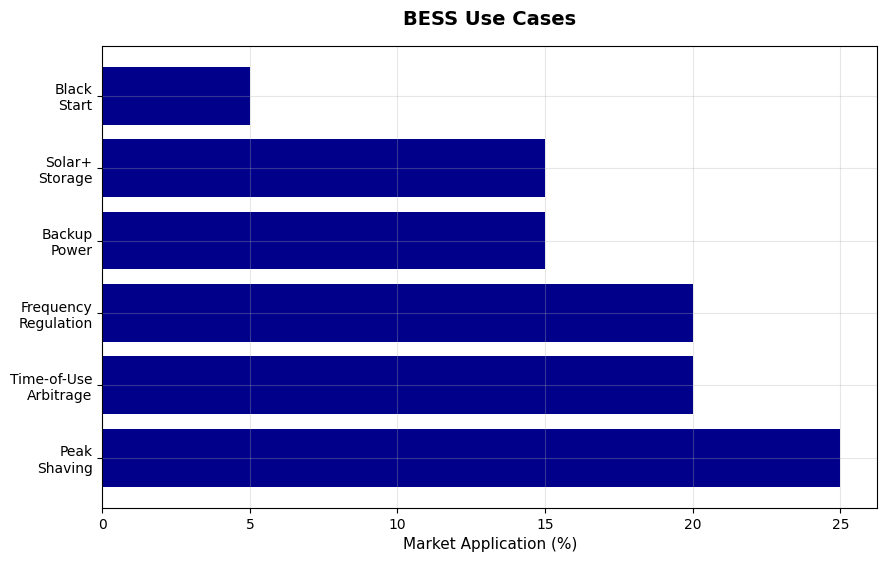 BESS Use Cases
Black
Start
Solar+
Storage
Backup
Power
Frequency
Regulation
Time-of-Use
Arbitrage
Peak
Shaving
0 5 10 15 20 25
Market Application (%)